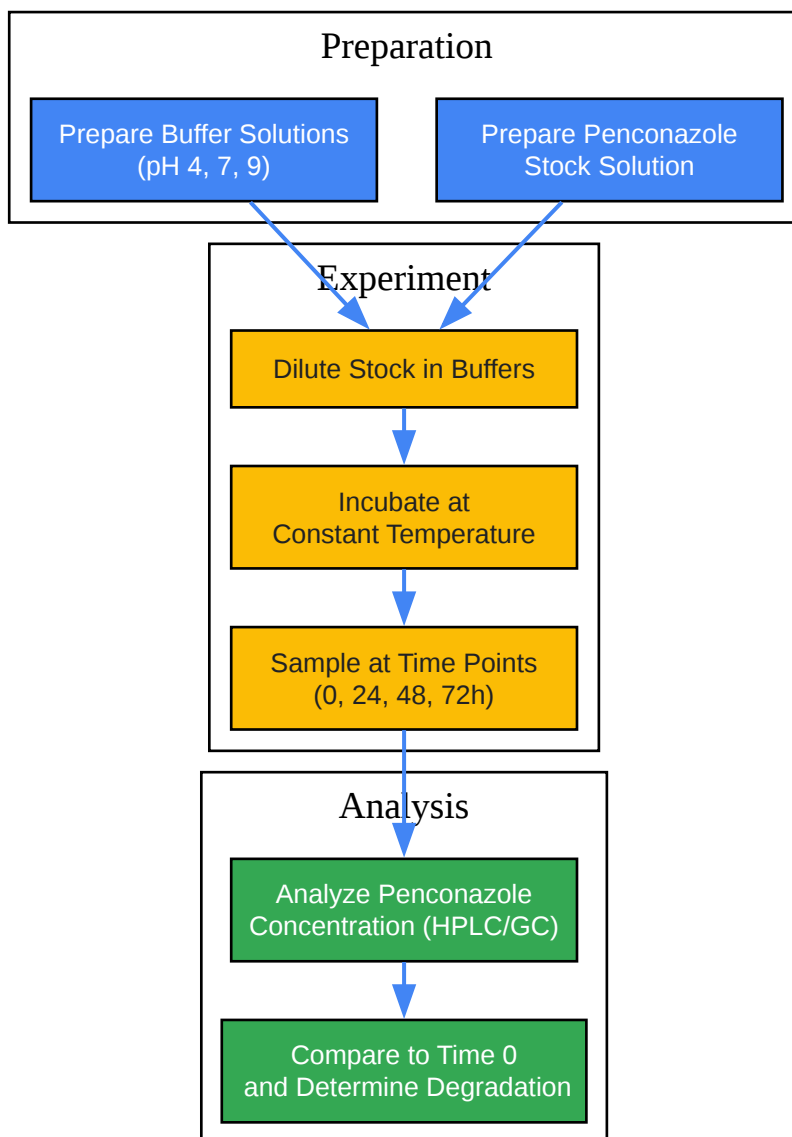 Preparation
Prepare Buffer Solutions
(pH 4, 7, 9)
Prepare Penconazole
Stock Solution
Experiment
Dilute Stock in Buffers
Incubate at
Constant Temperature
Sample at Time Points
(0, 24, 48, 72h)
Analysis
Analyze Penconazole
Concentration (HPLC/GC)
Compare to Time 0
and Determine Degradation